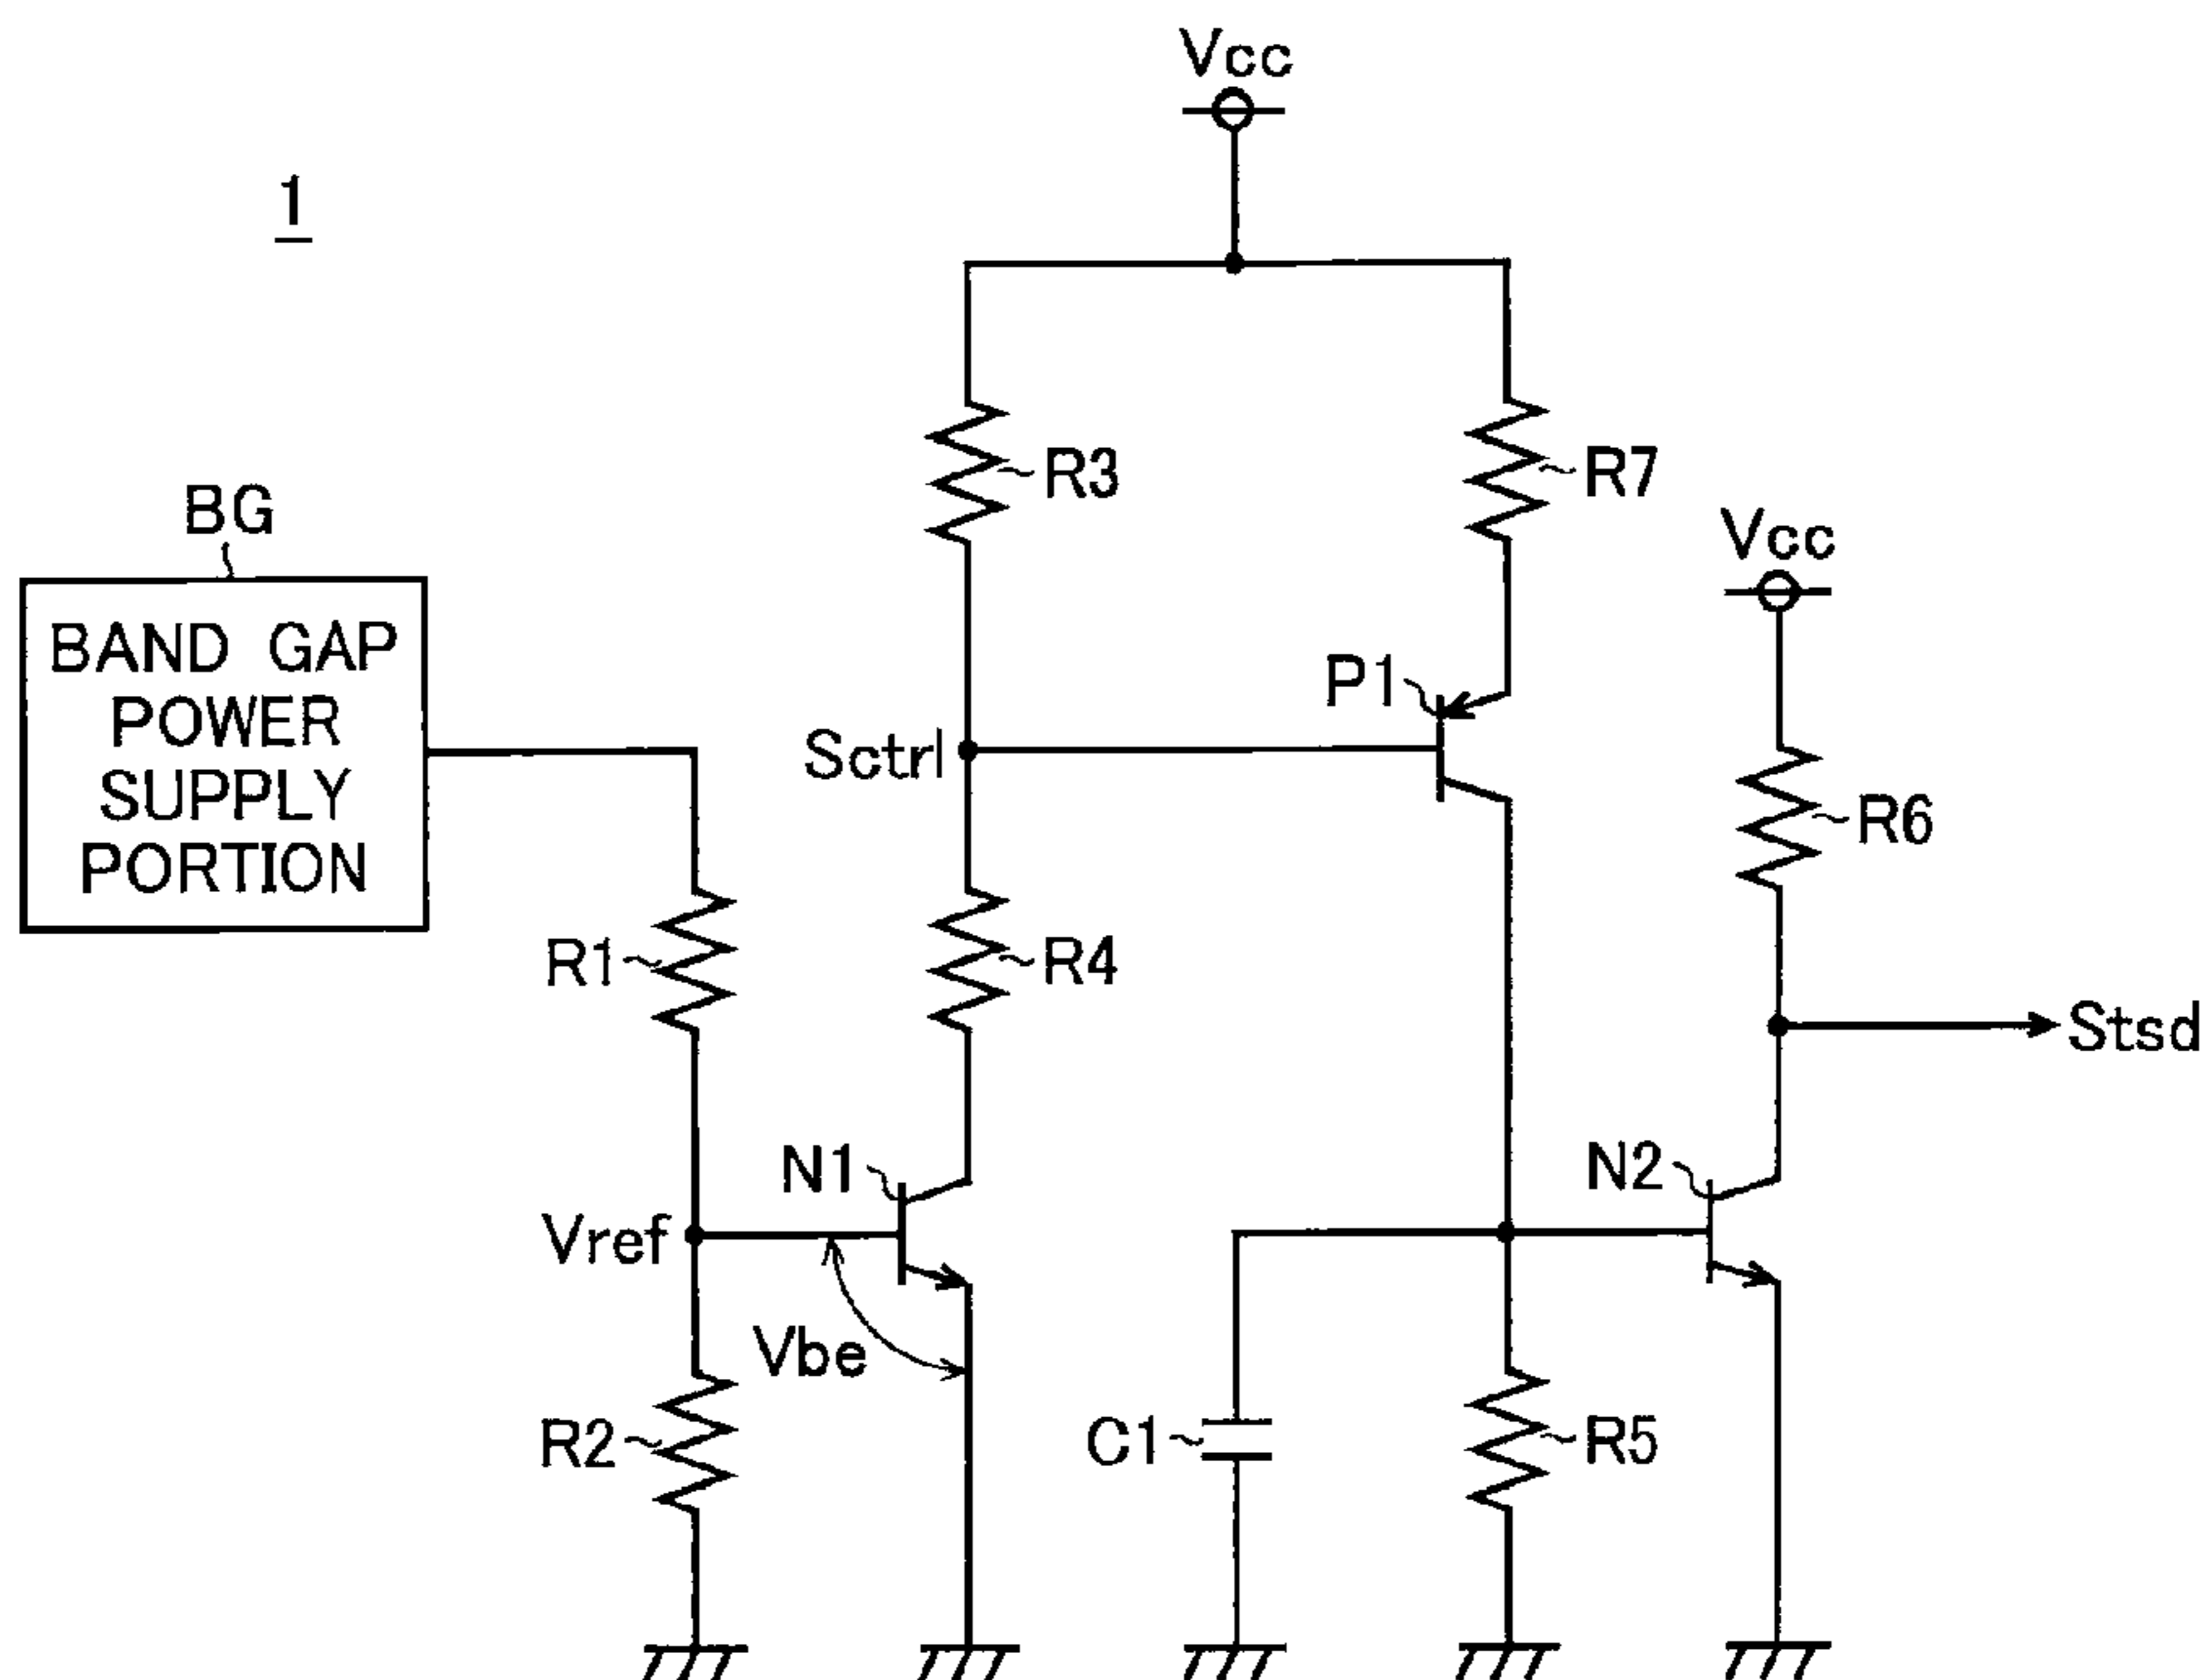 Vcc
1
R3
R7
BG
Vcc
BAND GAP
POWER
SUPPLY
PORTION
P1
Sctrl
R6
R1
R4
Stsd
N1
N2
Vref
Vbe
R2
C1
R5